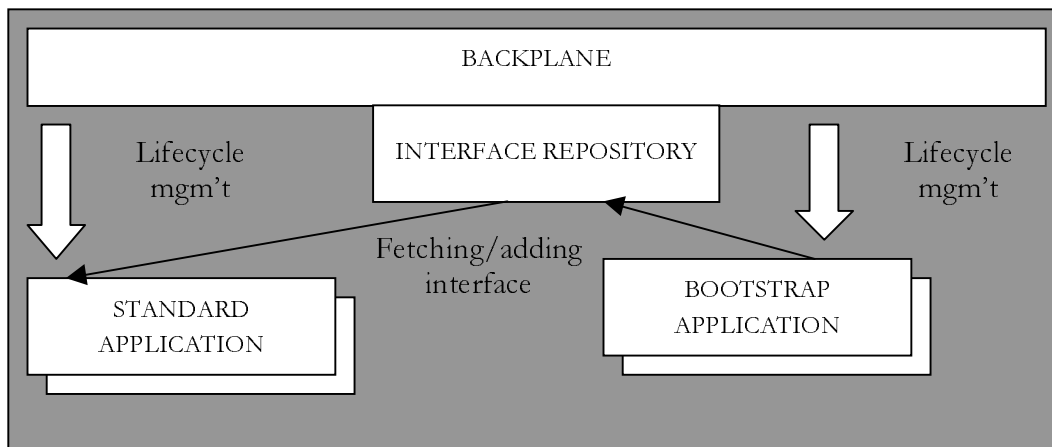 BACKPLANE
INTERFACE REPOSITORY
Lifecycle
mgm't
Lifecycle
mgm't
Fetching/adding
interface
STANDARD
APPLICATION
BOOTSTRAP
APPLICATION